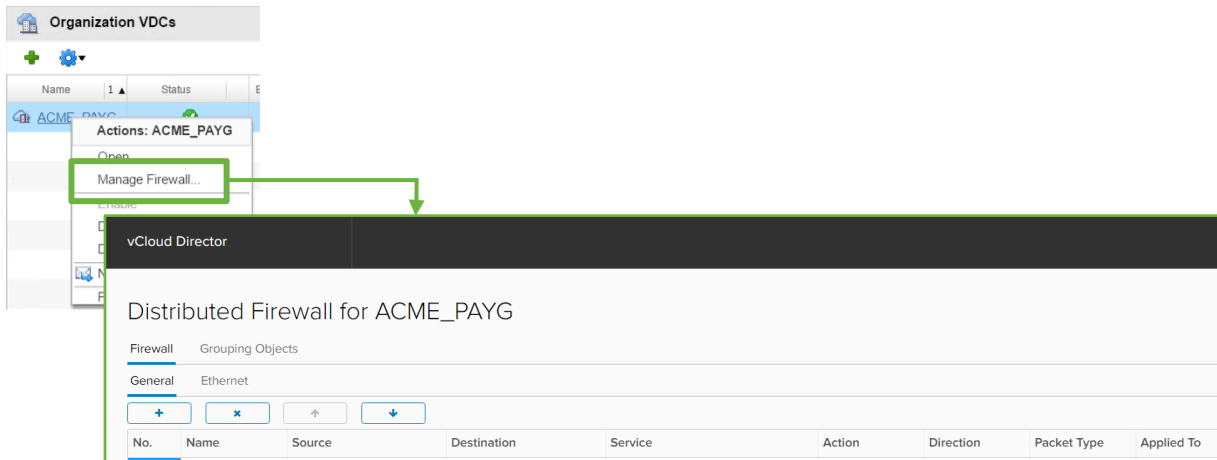 Organization VDCs
Name 1 ▲ Status
ACME_PAYG
Actions: ACME_PAYG
Open
Manage Firewall...
Enable
vCloud Director
Distributed Firewall for ACME_PAYG
Firewall Grouping Objects
General Ethernet
No. Name Source Destination Service Action Direction Packet Type Applied To